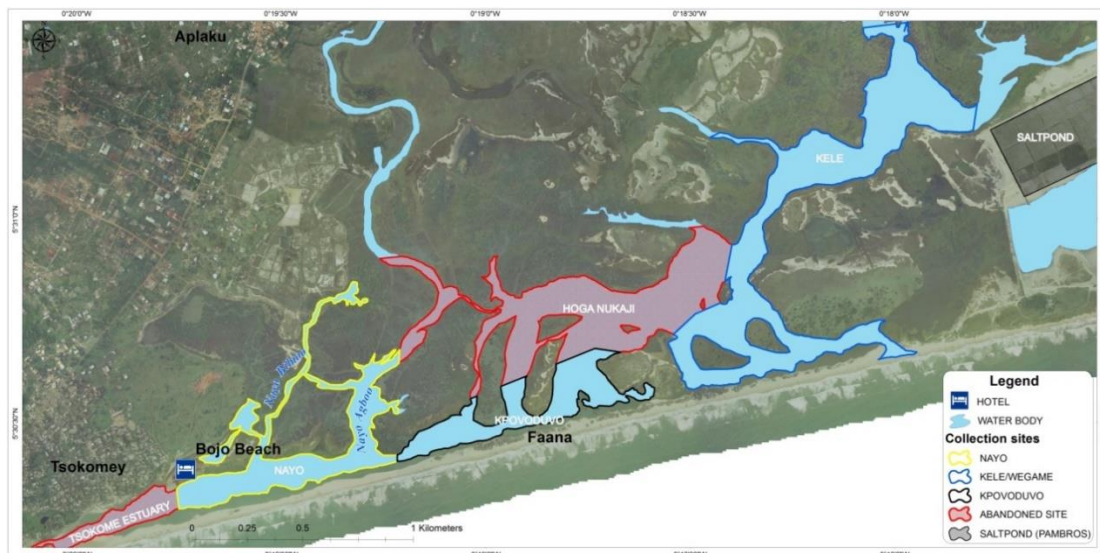 0°20'0"W 0°19'30"W 0°19'0"W 0°18'30"W 0°18'0"W
Aplaku
SALTPOND
KELE
5°31'0"N
HOGA NUKAJI
Nayo Agboo
5°30'30"N
KPOVODUVO
Faana
Bojo Beach
NAYO
Tsokomey
TSOKOME ESTUARY
0 0.25 0.5 1 Kilometers
Legend
HOTEL
WATER BODY
Collection sites
NAYO
KELE/WEGAME
KPOVODUVO
ABANDONED SITE
SALTPOND (PAMBROS)